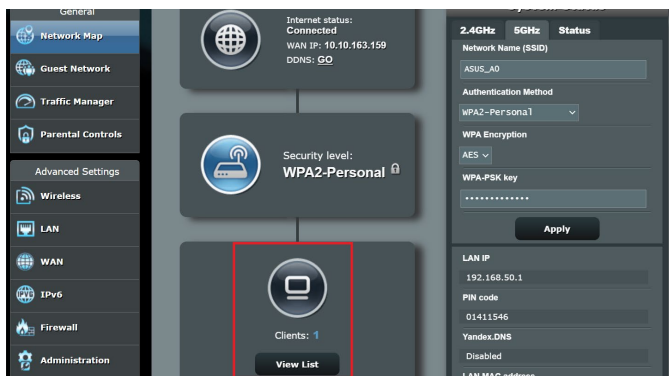 General
Network Map
Guest Network
Traffic Manager
Parental Controls
Advanced Settings
Wireless
LAN
WAN
IPv6
Firewall
Administration
Internet status:
Connected
WAN IP: 10.10.163.159
DDNS: GO
Security level:
WPA2-Personal
Clients: 1
View List
2.4GHz 5GHz Status
Network Name (SSID)
ASUS_A0
Authentication Method
WPA2-Personal
WPA Encryption
AES
WPA-PSK key
•••••••••••••
Apply
LAN IP
192.168.50.1
PIN code
01411546
Yandex.DNS
Disabled
LAN MAC address